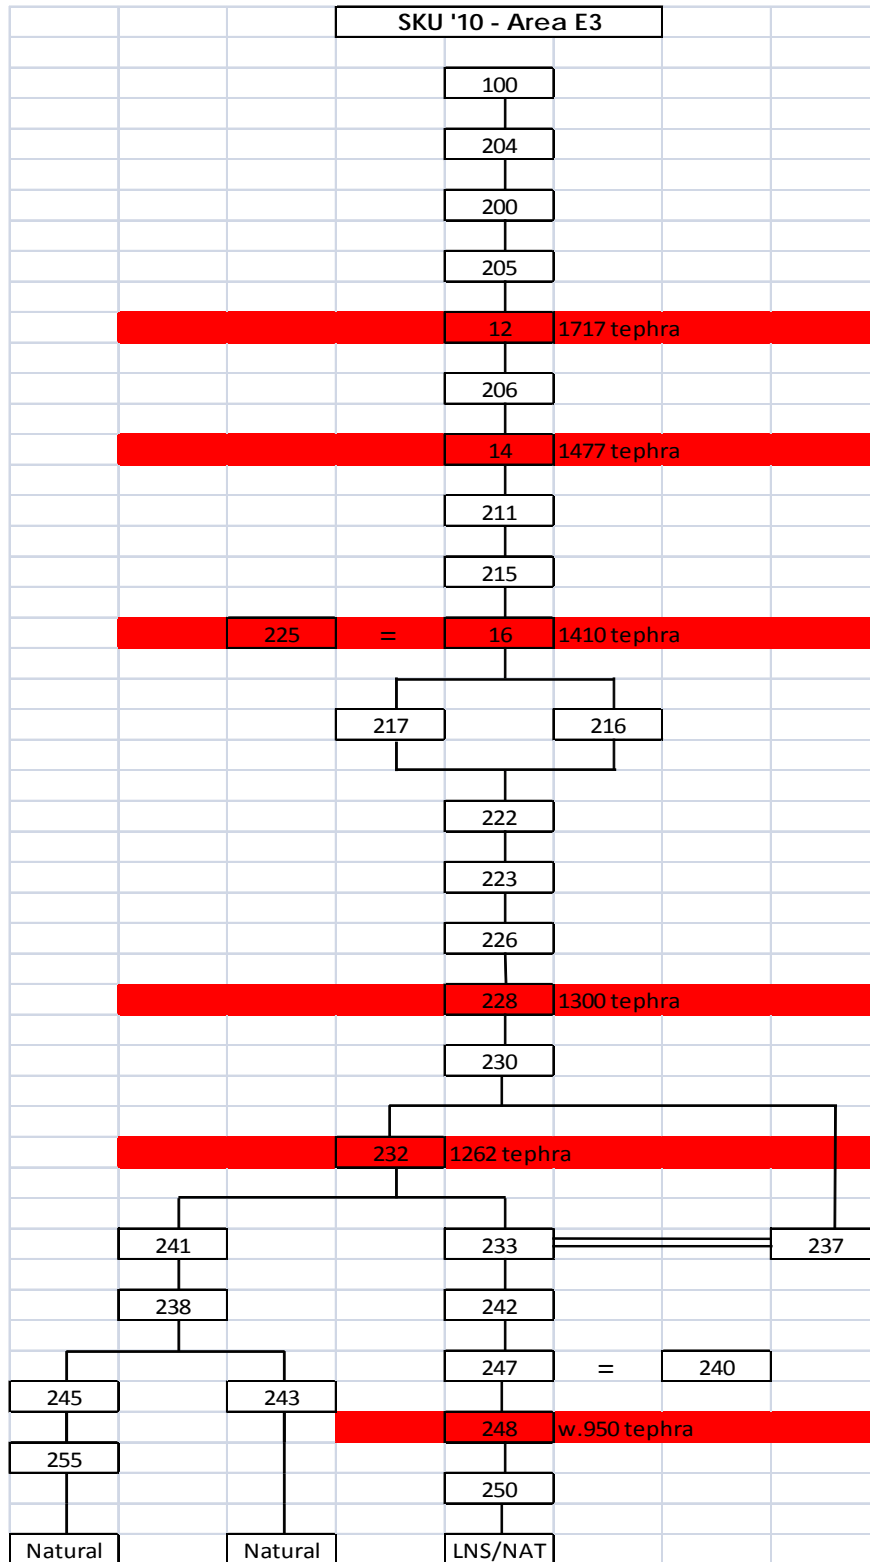 SKU '10 - Area E3
100
204
200
205
12 1717 tephra
206
14 1477 tephra
211
215
225 = 16 1410 tephra
217 216
222
223
226
228 1300 tephra
230
232 1262 tephra
241 233 237
238 242
247 = 240
245 243
248 w.950 tephra
255
250
Natural Natural LNS/NAT